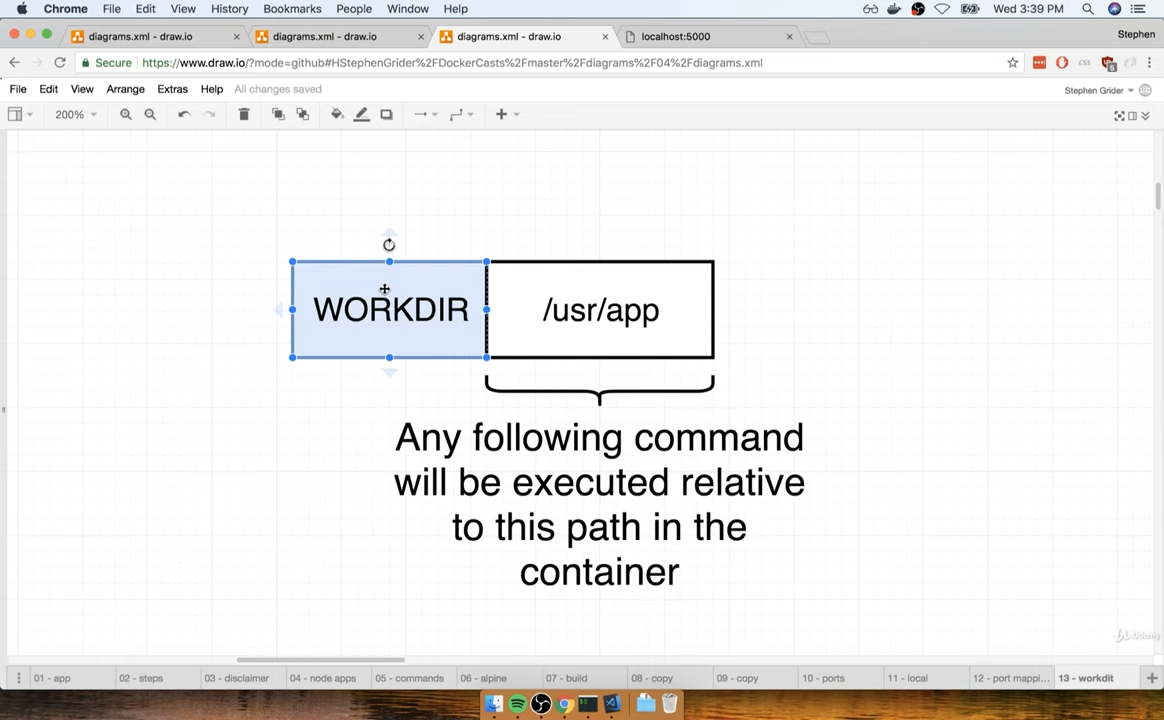 Chrome File Edit View History Bookmarks People Window Help Wed 3:39 PM
diagrams.xml - draw.io diagrams.xml - draw.io diagrams.xml - draw.io localhost:5000 Stephen
Secure https://www.draw.io/?mode=github#HStephenGrider%2FDockerCasts%2Fmaster%2Fdiagrams%2F04%2Fdiagrams.xml css 5
File Edit View Arrange Extras Help All changes saved Stephen Grider
200%
WORKDIR /usr/app
Any following command
will be executed relative
to this path in the
container
Udemy
01 - app 02 - steps 03 - disclaimer 04 - node apps 05 - commands 06 - alpine 07 - build 08 - copy 09 - copy 10 - ports 11 - local 12 - port mappi... 13 - workdit